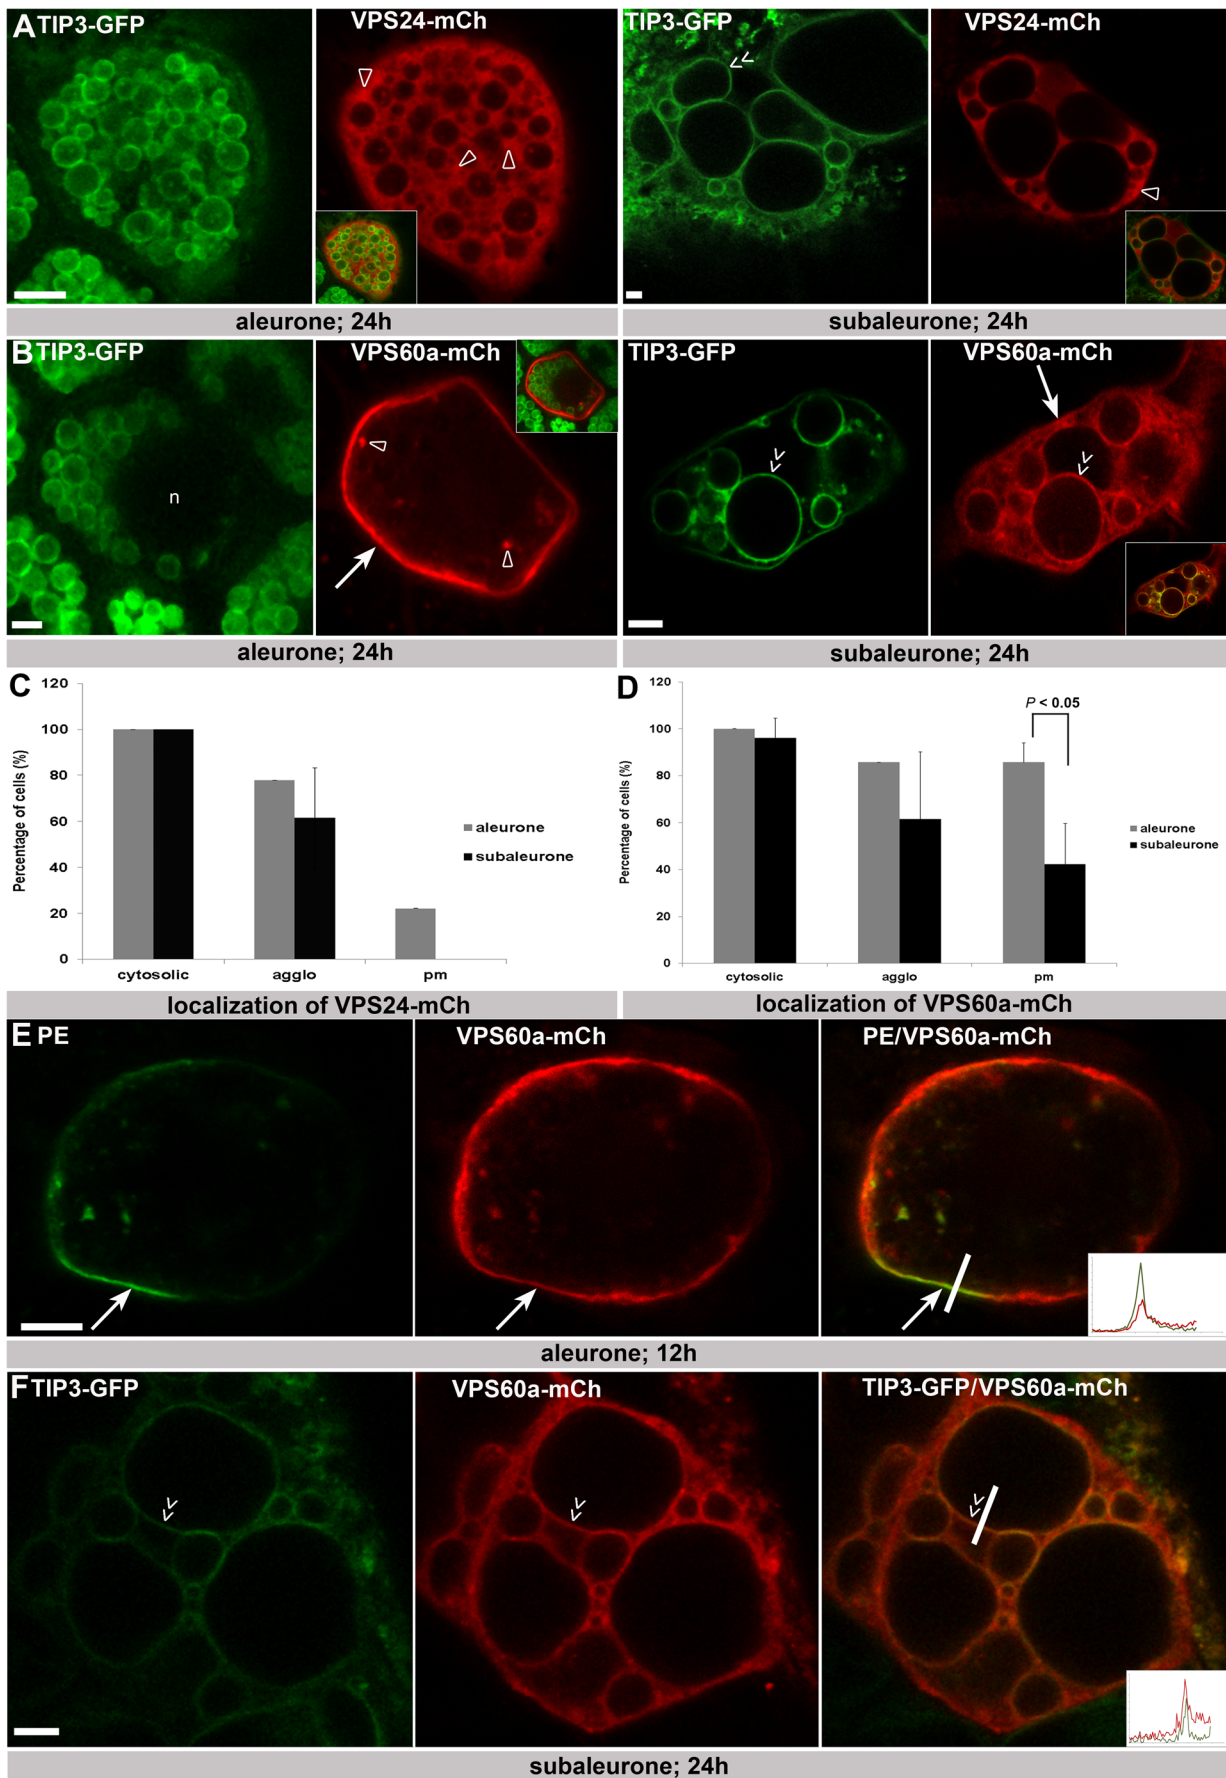 A TIP3-GFP
VPS24-mCh
TIP3-GFP
VPS24-mCh
aleurone; 24h
subaleurone; 24h
B TIP3-GFP
VPS60a-mCh
TIP3-GFP
VPS60a-mCh
n
aleurone; 24h
subaleurone; 24h
C
120
100
80
60
40
20
0
Percentage of cells (%)
cytosolic
agglo
pm
aleurone
subaleurone
localization of VPS24-mCh
D
120
100
80
60
40
20
0
Percentage of cells (%)
P < 0.05
cytosolic
agglo
pm
aleurone
subaleurone
localization of VPS60a-mCh
E PE
VPS60a-mCh
PE/VPS60a-mCh
aleurone; 12h
F TIP3-GFP
VPS60a-mCh
TIP3-GFP/VPS60a-mCh
subaleurone; 24h